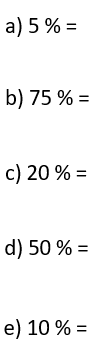 a) 5 % =
b) 75 % =
c) 20 % =
d) 50 % =
e) 10 % =